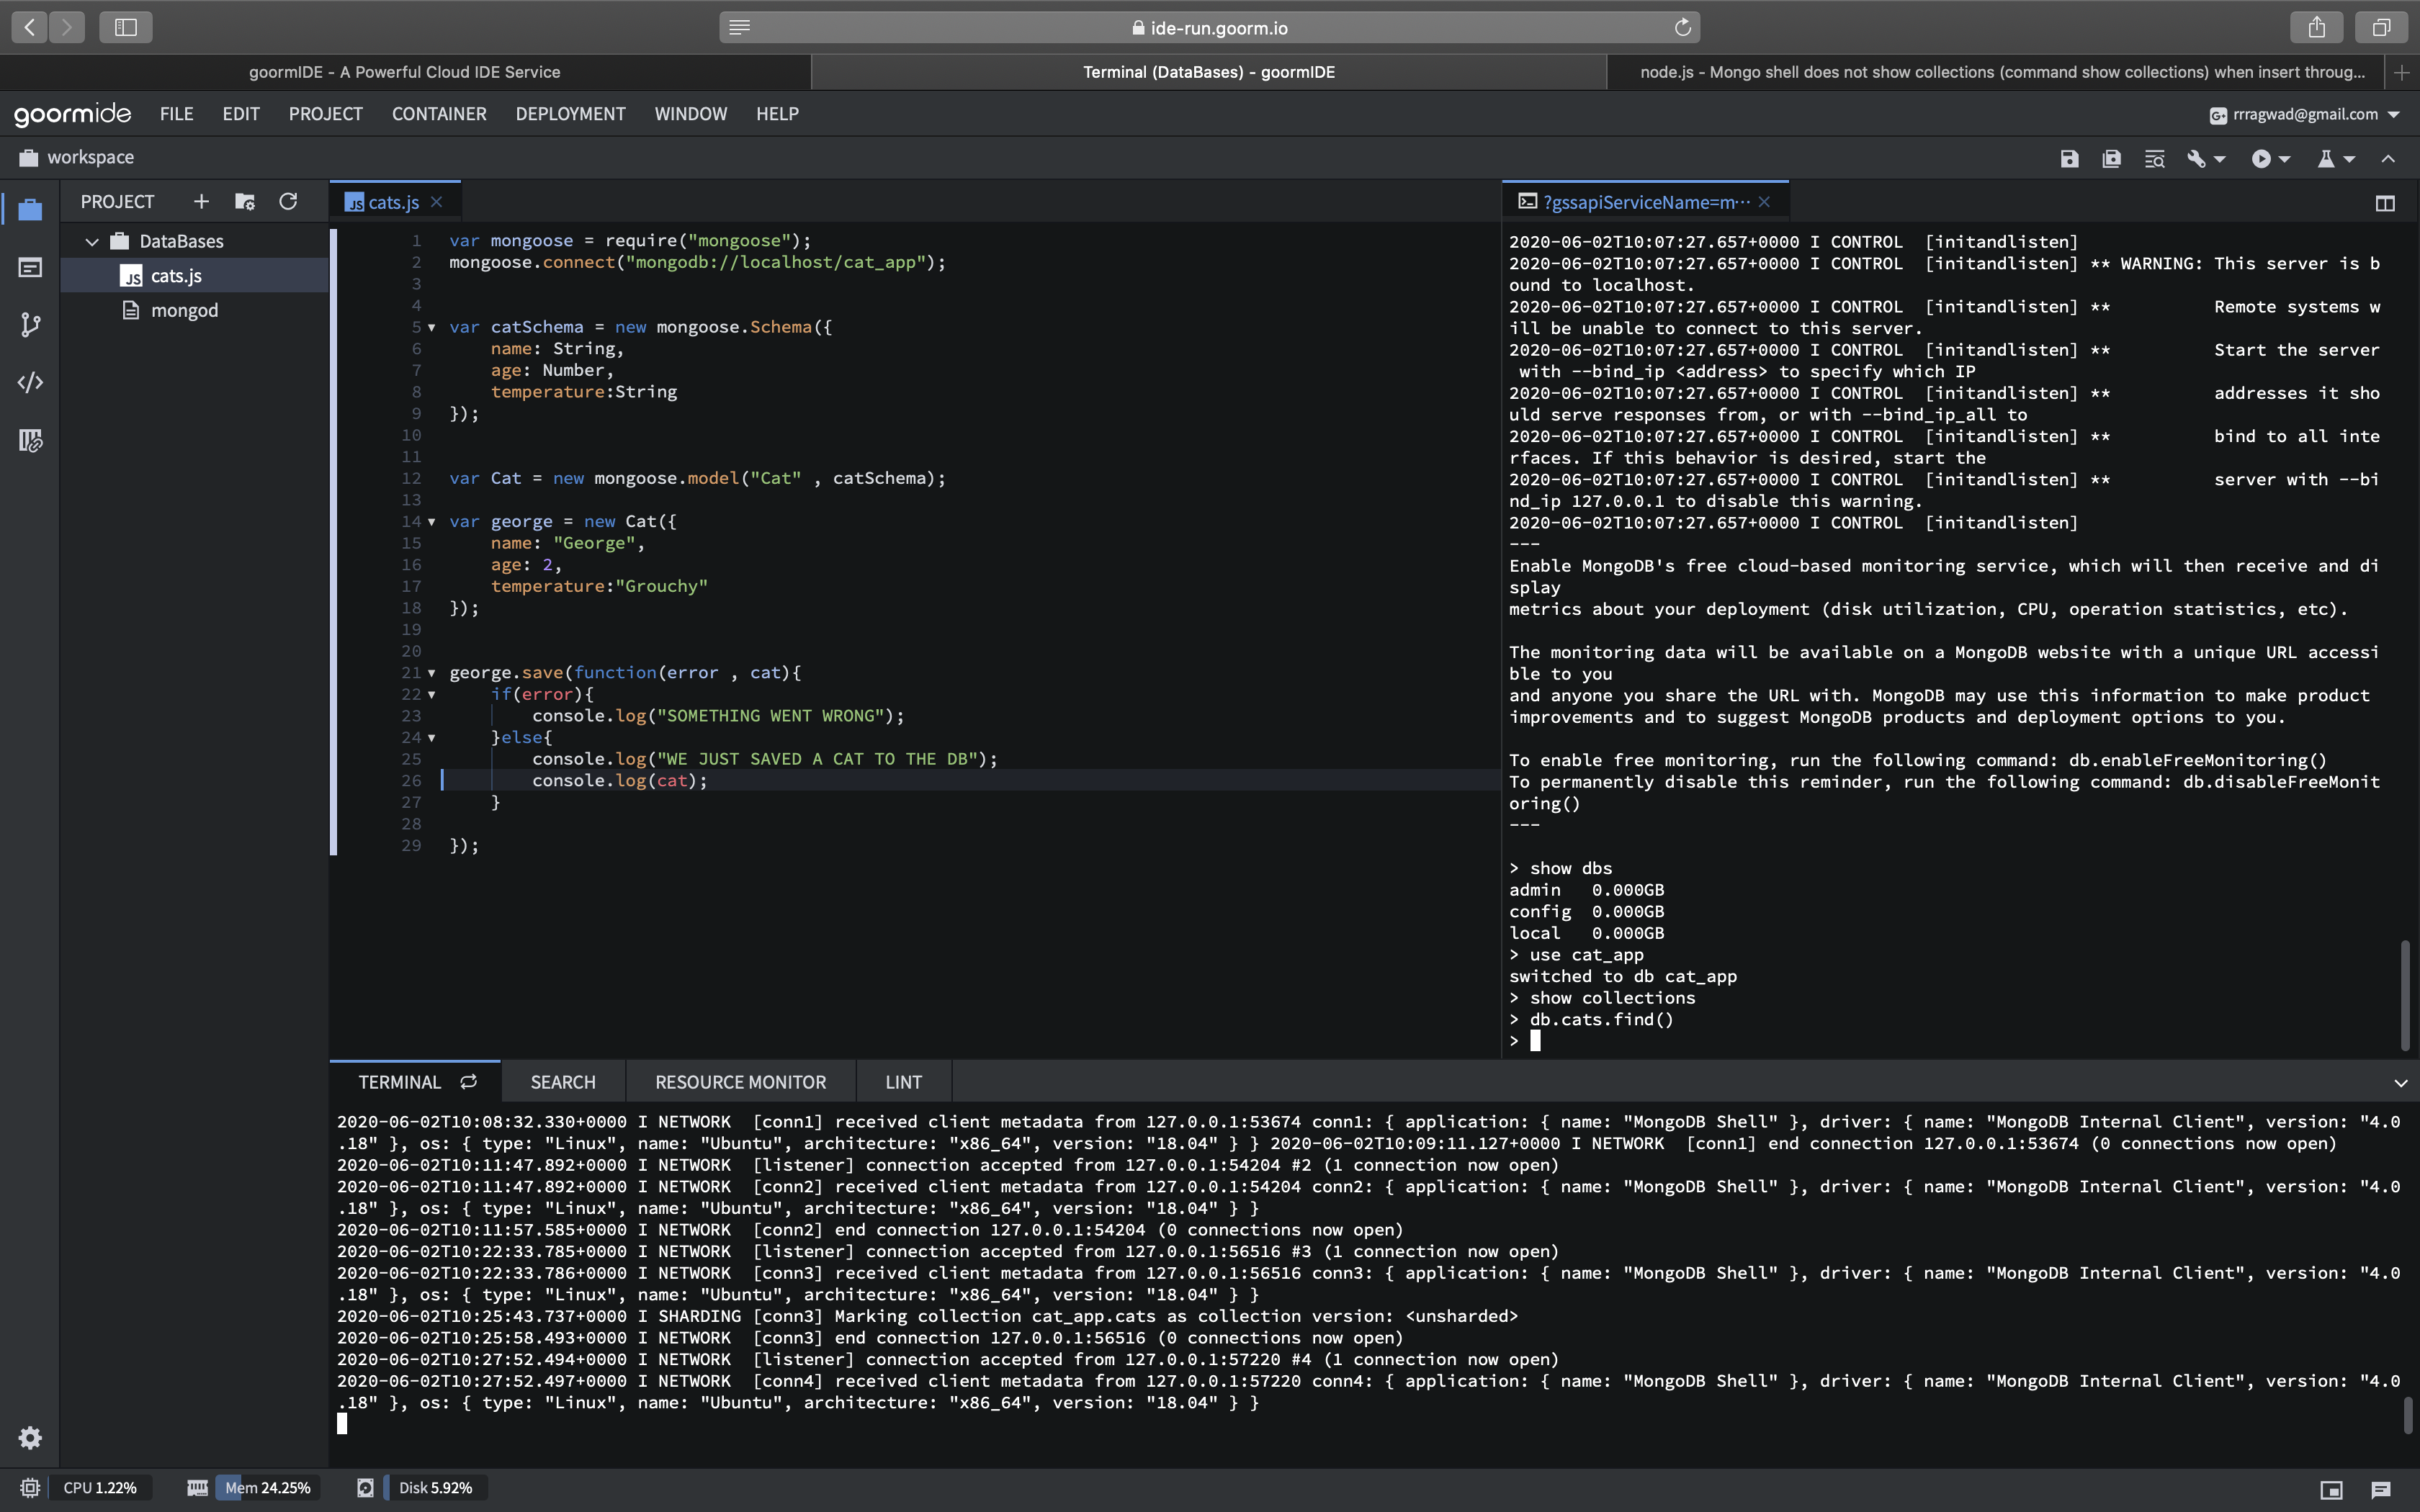 ide-run.goorm.io
goormIDE - A Powerful Cloud IDE Service
Terminal (DataBases) - goormIDE
node.js - Mongo shell does not show collections (command show collections) when insert throug...
goormide FILE EDIT PROJECT CONTAINER DEPLOYMENT WINDOW HELP
G+ rrragwad@gmail.com
workspace
PROJECT
DataBases
JS cats.js
mongod
JS cats.js
1 var mongoose = require("mongoose");
2 mongoose.connect("mongodb://localhost/cat_app");
3
4
5 var catSchema = new mongoose.Schema({
6 name: String,
7 age: Number,
8 temperature:String
9 });
10
11
12 var Cat = new mongoose.model("Cat" , catSchema);
13
14 var george = new Cat({
15 name: "George",
16 age: 2,
17 temperature:"Grouchy"
18 });
19
20
21 george.save(function(error , cat){
22 if(error){
23 console.log("SOMETHING WENT WRONG");
24 }else{
25 console.log("WE JUST SAVED A CAT TO THE DB");
26 console.log(cat);
27 }
28
29 });
?gssapiServiceName=m···
2020-06-02T10:07:27.657+0000 I CONTROL  [initandlisten]
2020-06-02T10:07:27.657+0000 I CONTROL  [initandlisten] ** WARNING: This server is b
ound to localhost.
2020-06-02T10:07:27.657+0000 I CONTROL  [initandlisten] **          Remote systems w
ill be unable to connect to this server.
2020-06-02T10:07:27.657+0000 I CONTROL  [initandlisten] **          Start the server
with --bind_ip <address> to specify which IP
2020-06-02T10:07:27.657+0000 I CONTROL  [initandlisten] **          addresses it sho
uld serve responses from, or with --bind_ip_all to
2020-06-02T10:07:27.657+0000 I CONTROL  [initandlisten] **          bind to all inte
rfaces. If this behavior is desired, start the
2020-06-02T10:07:27.657+0000 I CONTROL  [initandlisten] **          server with --bi
nd_ip 127.0.0.1 to disable this warning.
2020-06-02T10:07:27.657+0000 I CONTROL  [initandlisten]
---
Enable MongoDB's free cloud-based monitoring service, which will then receive and di
splay
metrics about your deployment (disk utilization, CPU, operation statistics, etc).
The monitoring data will be available on a MongoDB website with a unique URL accessi
ble to you
and anyone you share the URL with. MongoDB may use this information to make product
improvements and to suggest MongoDB products and deployment options to you.
To enable free monitoring, run the following command: db.enableFreeMonitoring()
To permanently disable this reminder, run the following command: db.disableFreeMonit
oring()
---
> show dbs
admin   0.000GB
config  0.000GB
local   0.000GB
> use cat_app
switched to db cat_app
> show collections
> db.cats.find()
>
TERMINAL SEARCH RESOURCE MONITOR LINT
2020-06-02T10:08:32.330+0000 I NETWORK  [conn1] received client metadata from 127.0.0.1:53674 conn1: { application: { name: "MongoDB Shell" }, driver: { name: "MongoDB Internal Client", version: "4.0
.18" }, os: { type: "Linux", name: "Ubuntu", architecture: "x86_64", version: "18.04" } } 2020-06-02T10:09:11.127+0000 I NETWORK  [conn1] end connection 127.0.0.1:53674 (0 connections now open)
2020-06-02T10:11:47.892+0000 I NETWORK  [listener] connection accepted from 127.0.0.1:54204 #2 (1 connection now open)
2020-06-02T10:11:47.892+0000 I NETWORK  [conn2] received client metadata from 127.0.0.1:54204 conn2: { application: { name: "MongoDB Shell" }, driver: { name: "MongoDB Internal Client", version: "4.0
.18" }, os: { type: "Linux", name: "Ubuntu", architecture: "x86_64", version: "18.04" } }
2020-06-02T10:11:57.585+0000 I NETWORK  [conn2] end connection 127.0.0.1:54204 (0 connections now open)
2020-06-02T10:22:33.785+0000 I NETWORK  [listener] connection accepted from 127.0.0.1:56516 #3 (1 connection now open)
2020-06-02T10:22:33.786+0000 I NETWORK  [conn3] received client metadata from 127.0.0.1:56516 conn3: { application: { name: "MongoDB Shell" }, driver: { name: "MongoDB Internal Client", version: "4.0
.18" }, os: { type: "Linux", name: "Ubuntu", architecture: "x86_64", version: "18.04" } }
2020-06-02T10:25:43.737+0000 I SHARDING [conn3] Marking collection cat_app.cats as collection version: <unsharded>
2020-06-02T10:25:58.493+0000 I NETWORK  [conn3] end connection 127.0.0.1:56516 (0 connections now open)
2020-06-02T10:27:52.494+0000 I NETWORK  [listener] connection accepted from 127.0.0.1:57220 #4 (1 connection now open)
2020-06-02T10:27:52.497+0000 I NETWORK  [conn4] received client metadata from 127.0.0.1:57220 conn4: { application: { name: "MongoDB Shell" }, driver: { name: "MongoDB Internal Client", version: "4.0
.18" }, os: { type: "Linux", name: "Ubuntu", architecture: "x86_64", version: "18.04" } }
CPU 1.22% Mem 24.25% Disk 5.92%